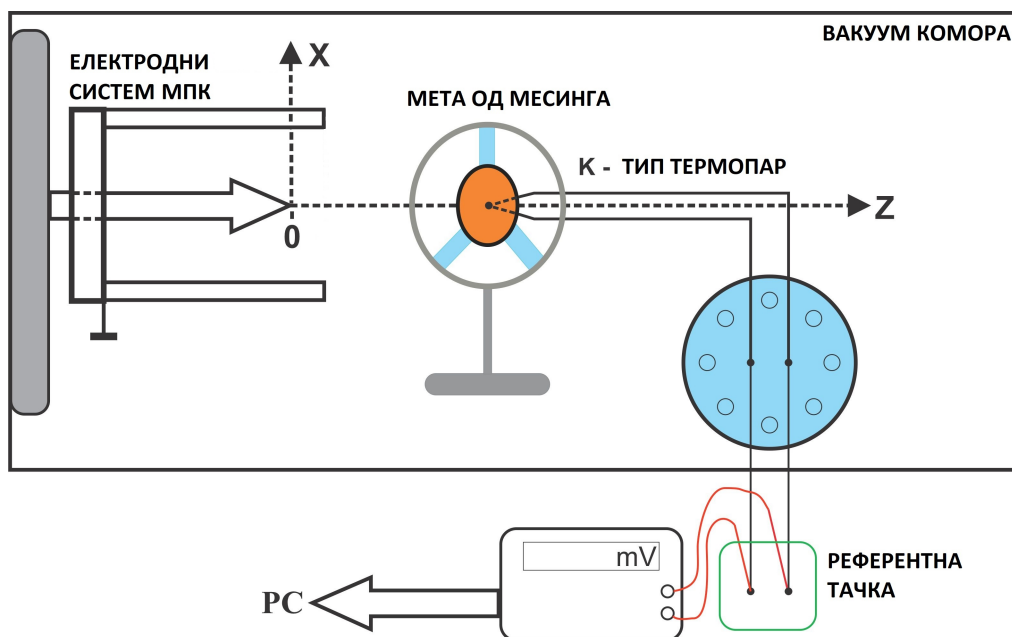 ВАКУУМ КОМОРА
ЕЛЕКТРОДНИ
СИСТЕМ МПК
X
МЕТА ОД МЕСИНГА
K - ТИП ТЕРМОПАР
Z
0
mV
РЕФЕРЕНТНА
ТАЧКА
PC